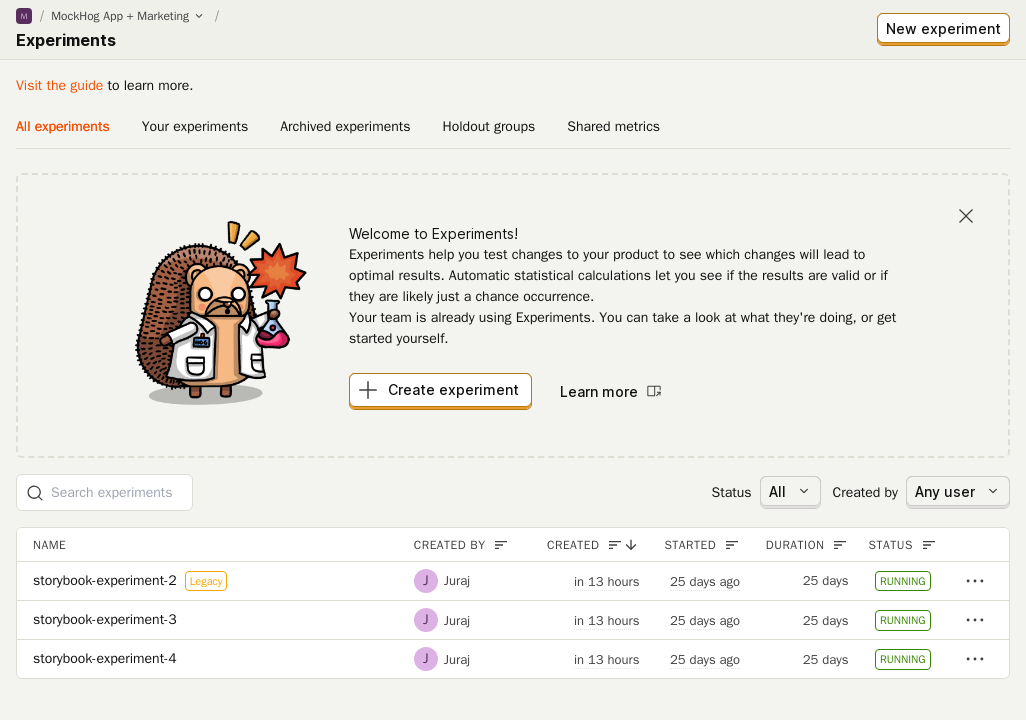 M / MockHog App + Marketing /
Experiments
New experiment
Visit the guide to learn more.
All experiments Your experiments Archived experiments Holdout groups Shared metrics
Welcome to Experiments!
Experiments help you test changes to your product to see which changes will lead to
optimal results. Automatic statistical calculations let you see if the results are valid or if
they are likely just a chance occurrence.
Your team is already using Experiments. You can take a look at what they're doing, or get
started yourself.
Create experiment Learn more
Search experiments Status All Created by Any user
NAME CREATED BY CREATED STARTED DURATION STATUS
storybook-experiment-2 Legacy J Juraj in 13 hours 25 days ago 25 days RUNNING
storybook-experiment-3 J Juraj in 13 hours 25 days ago 25 days RUNNING
storybook-experiment-4 J Juraj in 13 hours 25 days ago 25 days RUNNING